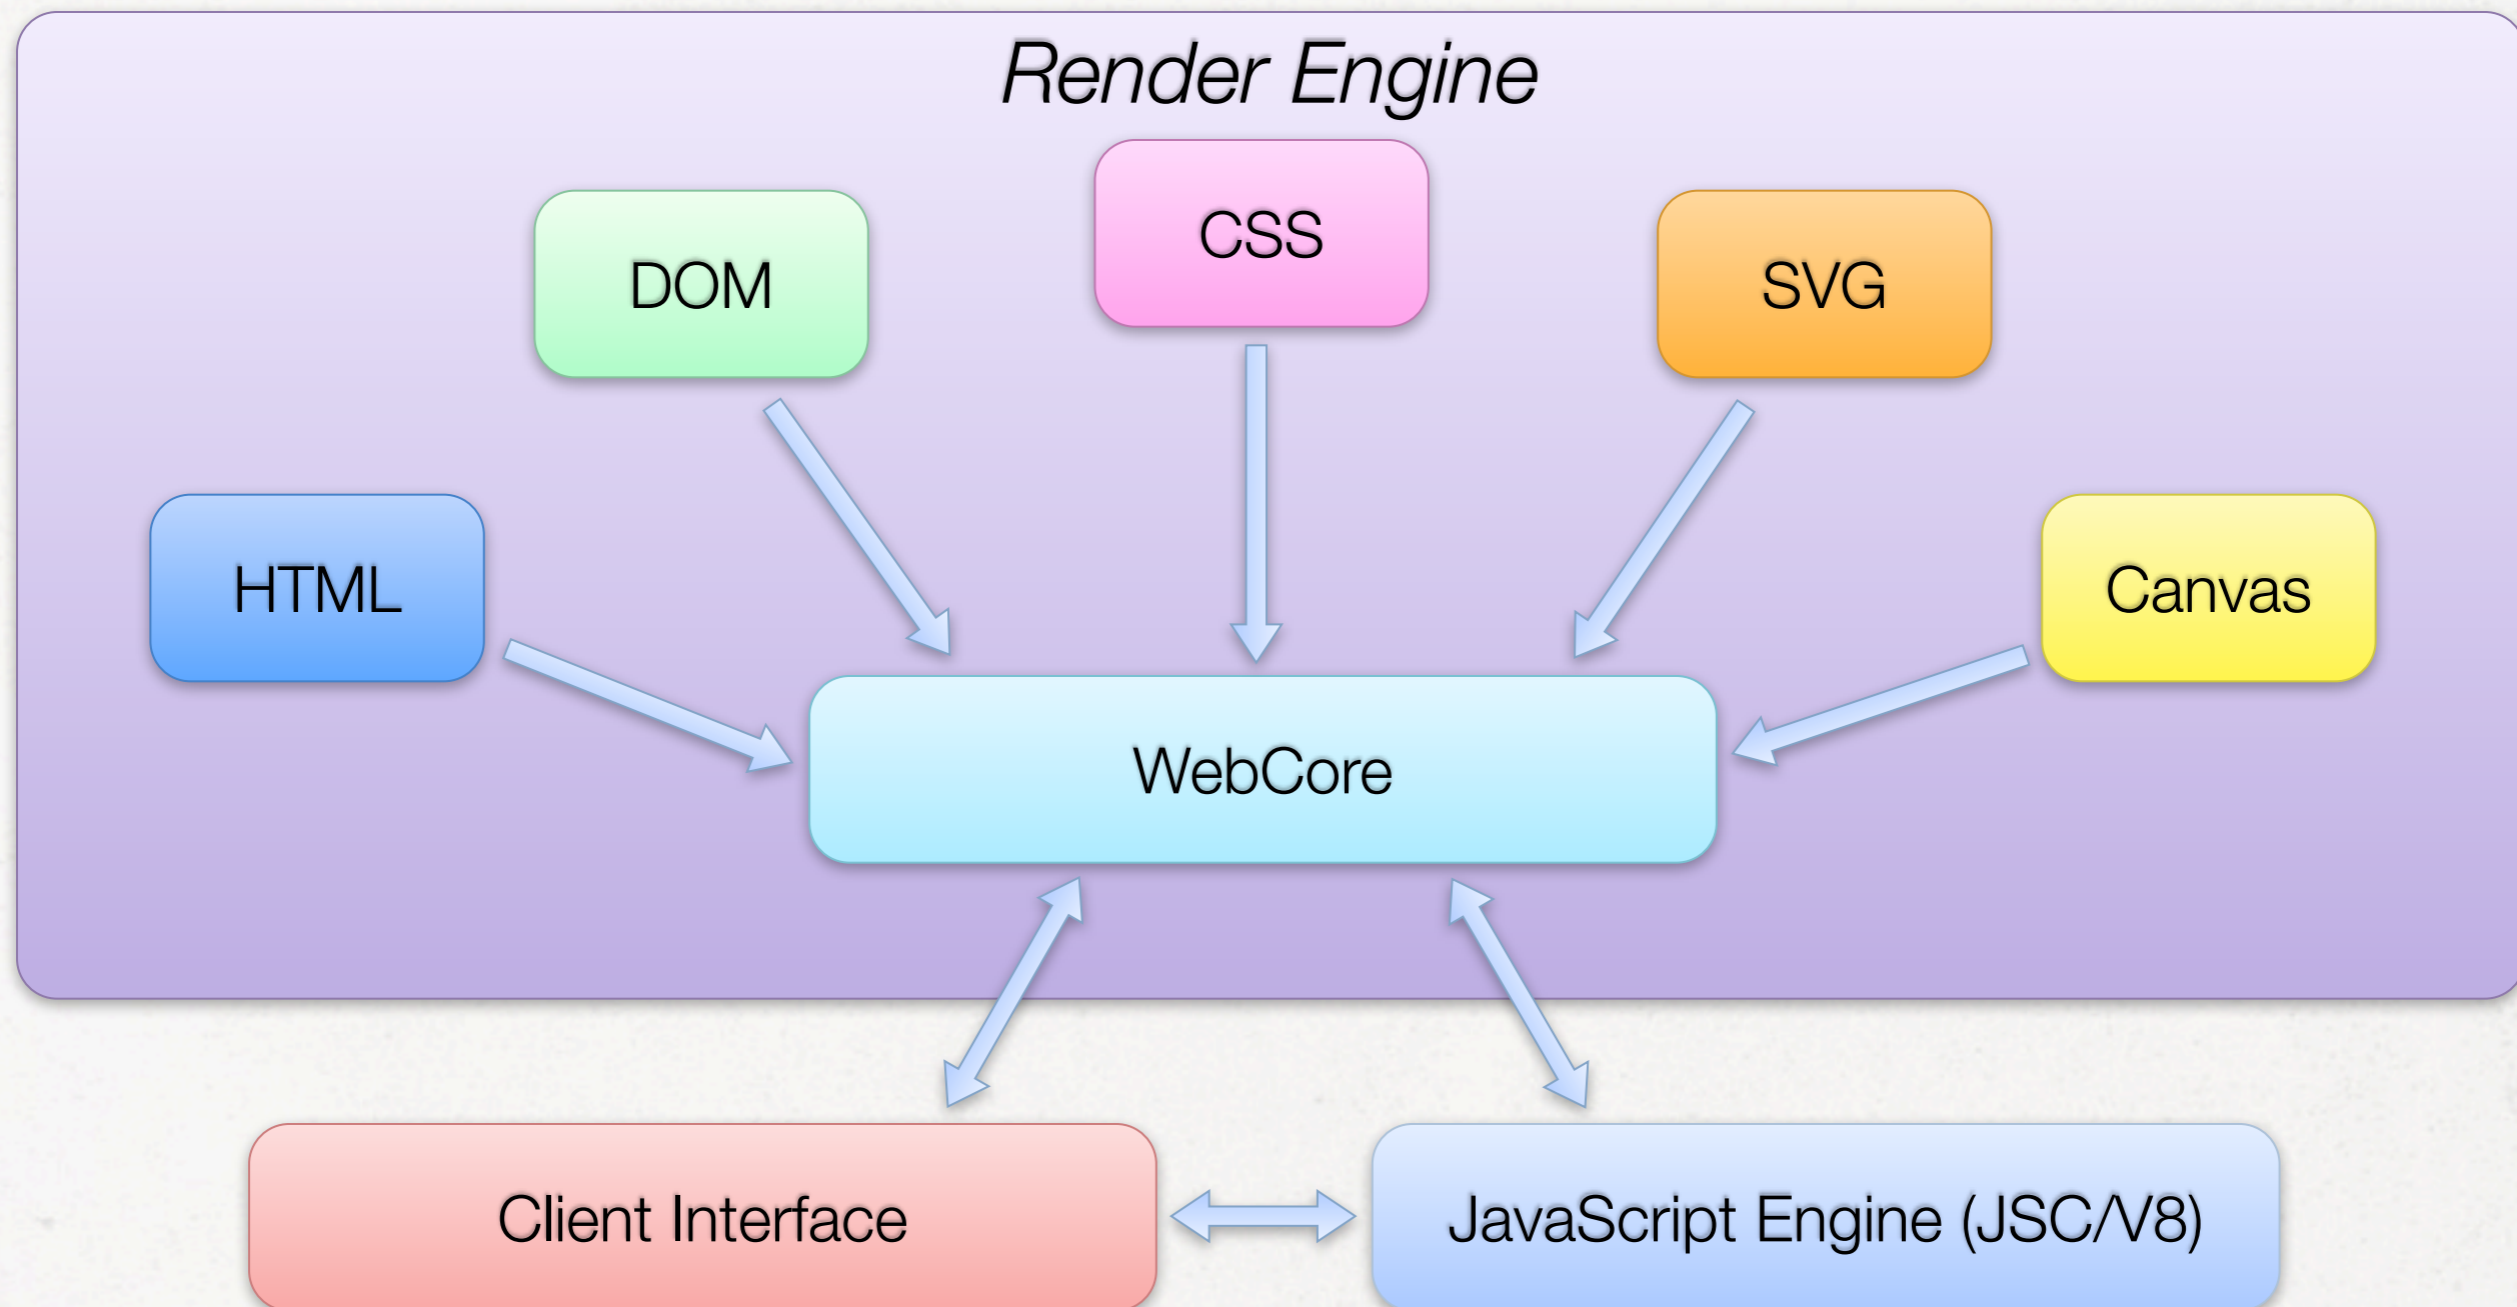 Render Engine
CSS
DOM
SVG
HTML
Canvas
WebCore
Client Interface
JavaScript Engine (JSC/V8)